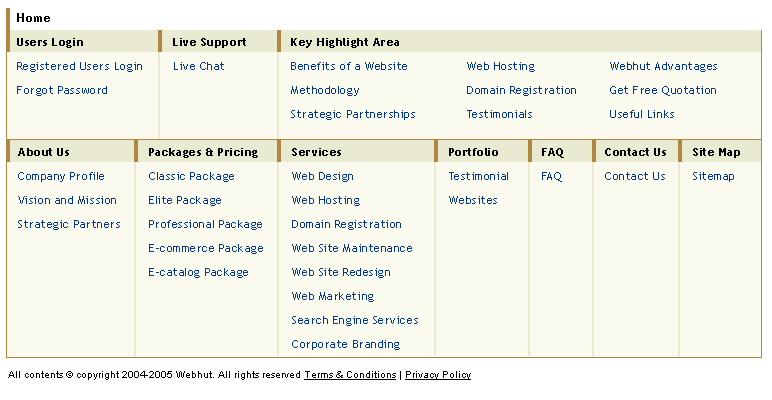 Home
Users Login
Registered Users Login
Forgot Password
Live Support
Live Chat
Key Highlight Area
Benefits of a Website
Methodology
Strategic Partnerships
Web Hosting
Domain Registration
Testimonials
Webhut Advantages
Get Free Quotation
Useful Links
About Us
Company Profile
Vision and Mission
Strategic Partners
Packages & Pricing
Classic Package
Elite Package
Professional Package
E-commerce Package
E-catalog Package
Services
Web Design
Web Hosting
Domain Registration
Web Site Maintenance
Web Site Redesign
Web Marketing
Search Engine Services
Corporate Branding
Portfolio
Testimonial
Websites
FAQ
FAQ
Contact Us
Contact Us
Site Map
Sitemap
All contents © copyright 2004-2005 Webhut. All rights reserved Terms & Conditions | Privacy Policy